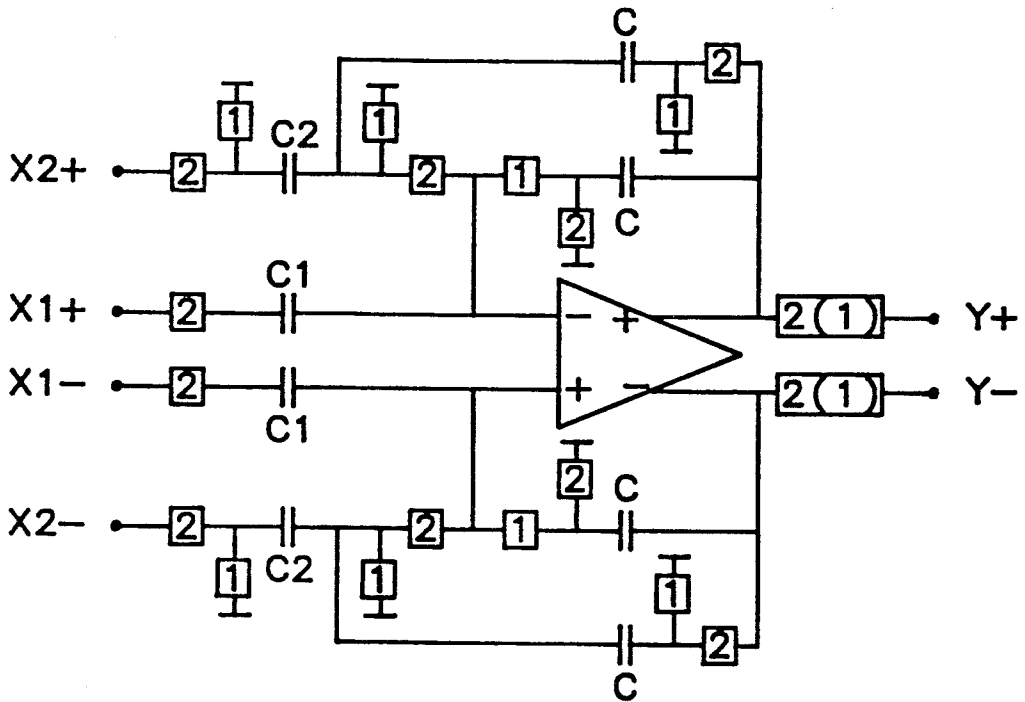 C
2
1 1 1
C2
X2+ 2 2 1
2 C
C1
X1+ 2 − + 2(1) Y+
X1− 2 + − 2(1) Y−
C1
2 C
X2− 2 2 1
1 C2 1 1
2
C